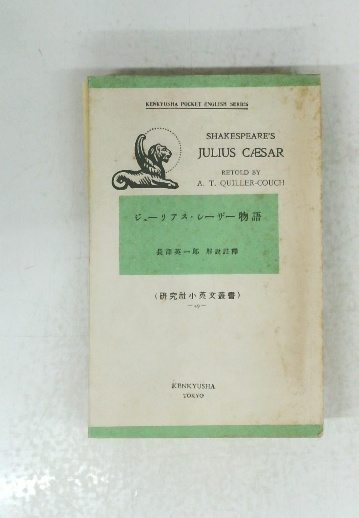 KENKYUSHA POCKET ENGLISH SERIES
SHAKESPEARE'S
JULIUS CÆSAR
RETOLD BY
A. T. QUILLER-COUCH
ジューリアス・シーザー物語
長澤英一郎 解説註釋
(研究社小英文叢書)
KENKYUSHA
TOKYO